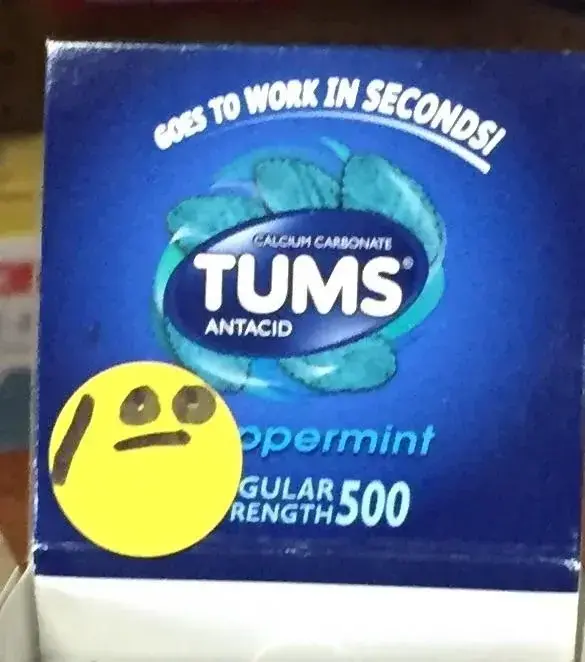 GOES TO WORK IN SECONDS!
CALCIUM CARBONATE
TUMS®
ANTACID
ppermint
GULAR
RENGTH 500